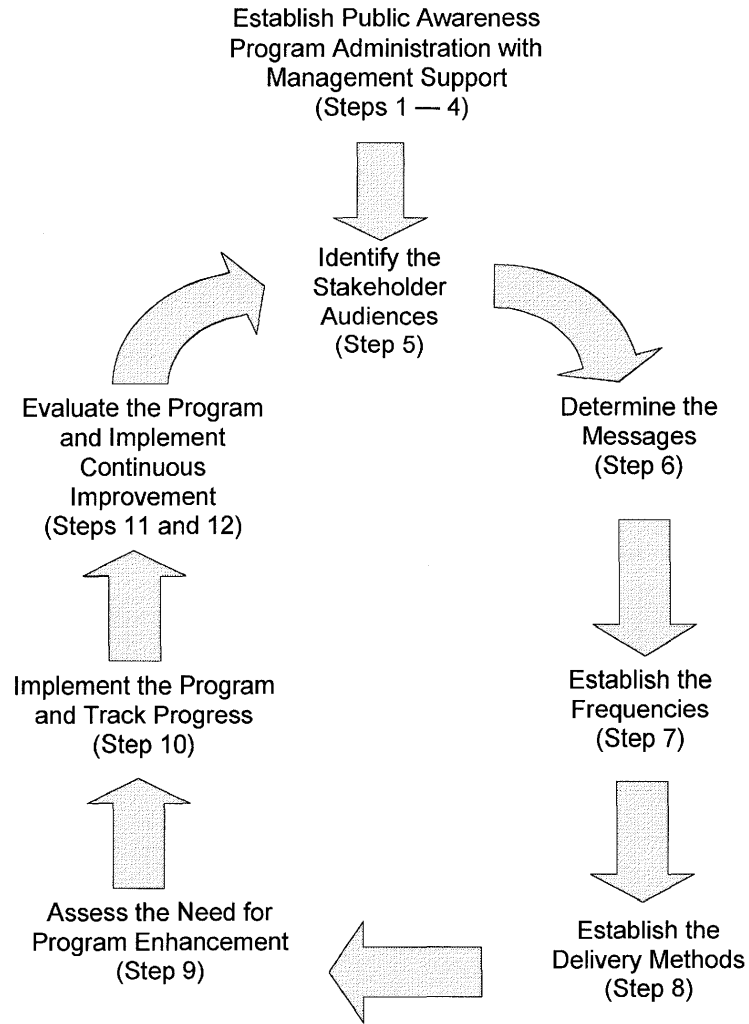 Establish Public Awareness
Program Administration with
Management Support
(Steps 1 — 4)
Identify the
Stakeholder
Audiences
(Step 5)
Determine the
Messages
(Step 6)
Establish the
Frequencies
(Step 7)
Establish the
Delivery Methods
(Step 8)
Assess the Need for
Program Enhancement
(Step 9)
Implement the Program
and Track Progress
(Step 10)
Evaluate the Program
and Implement
Continuous
Improvement
(Steps 11 and 12)